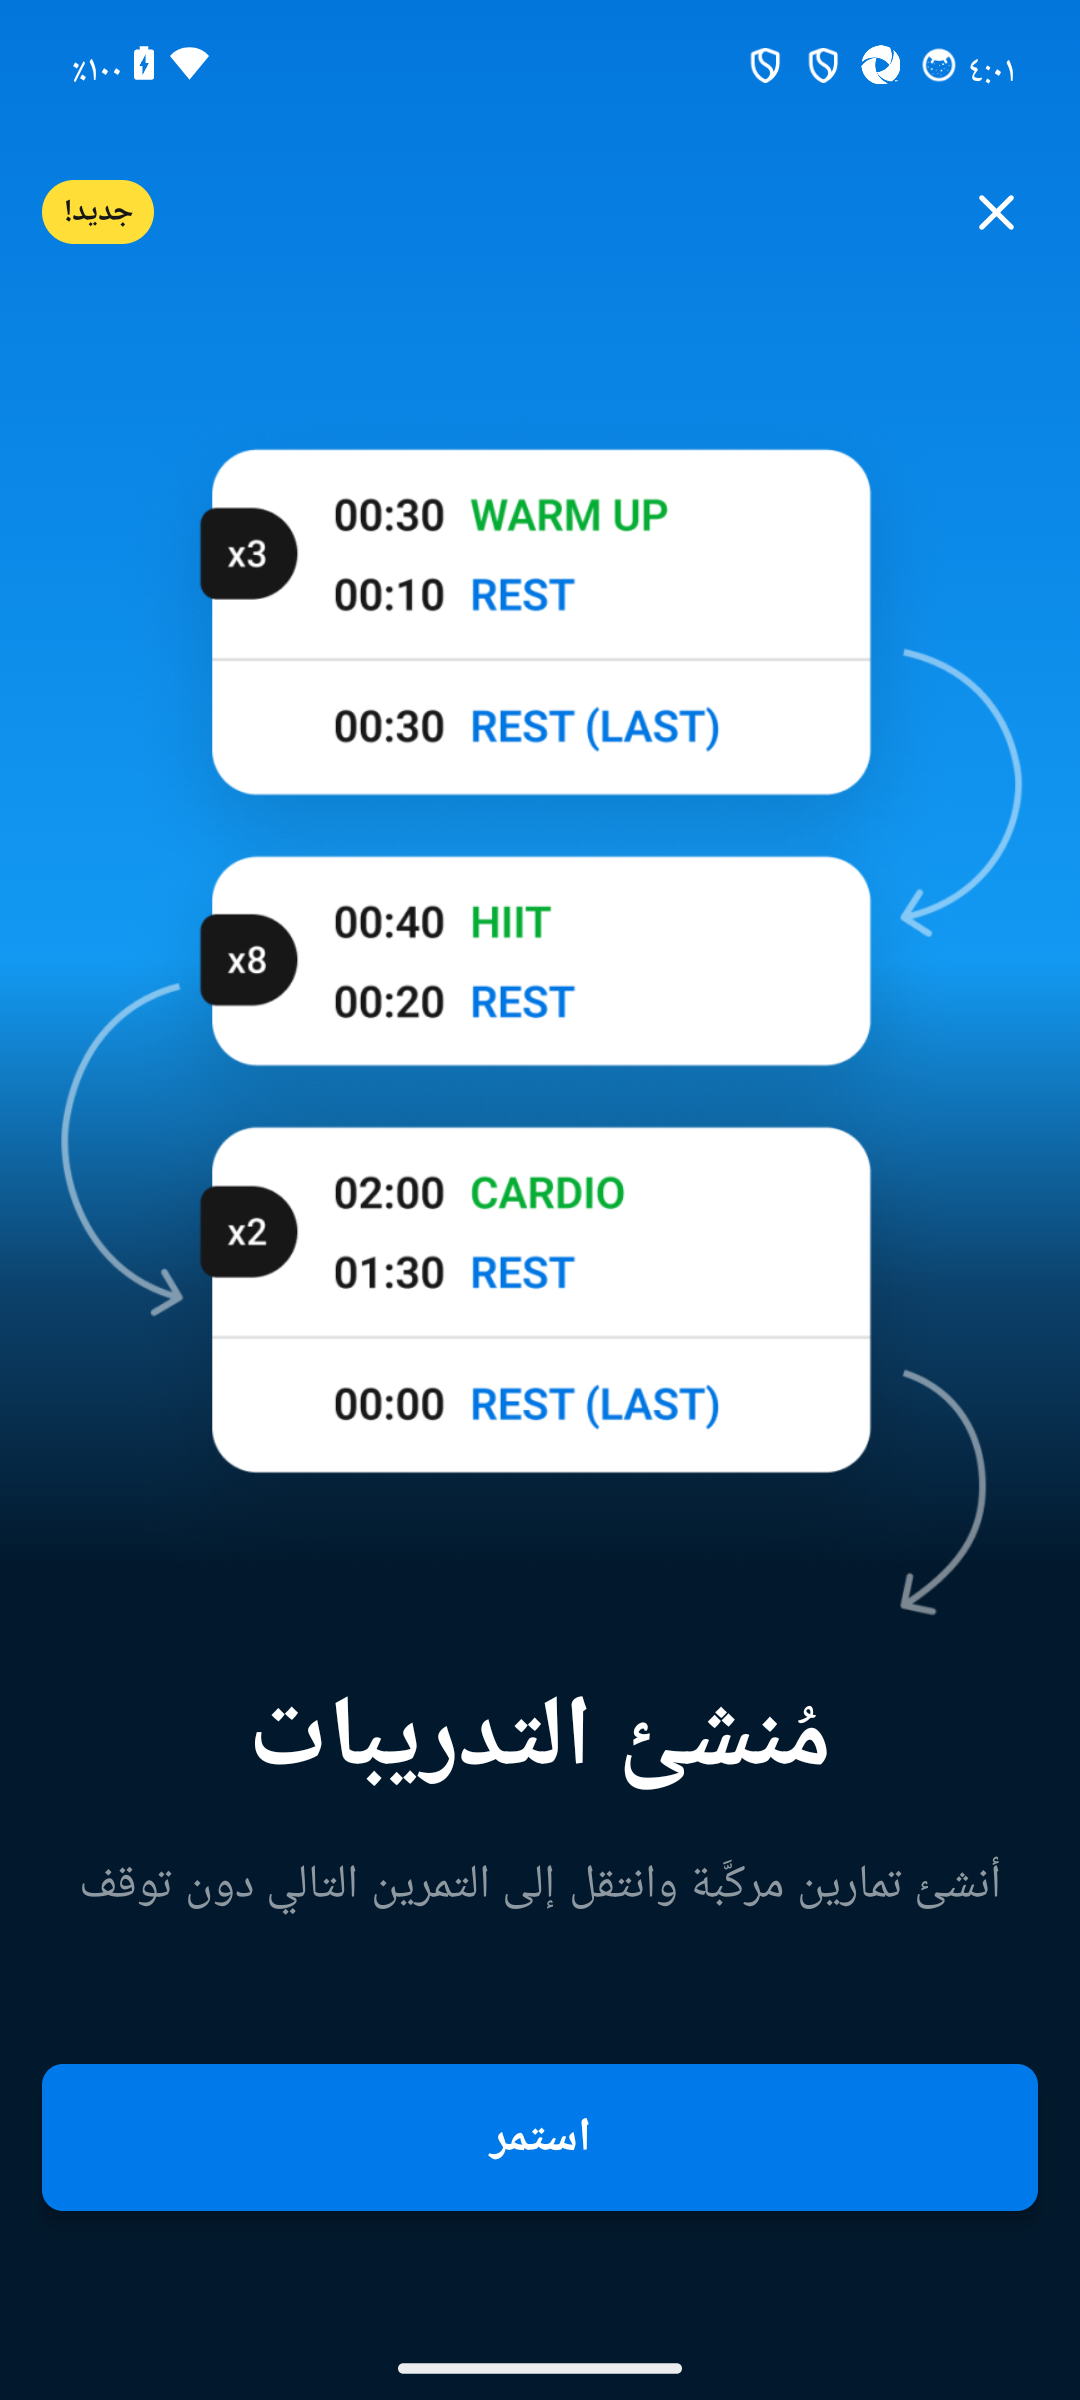 ٤:٠١
٪١٠٠
جديد!
00:30 WARM UP
x3
00:10 REST
00:30 REST (LAST)
00:40 HIIT
x8
00:20 REST
02:00 CARDIO
x2
01:30 REST
00:00 REST (LAST)
مُنشئ التدريبات
أنشئ تمارين مركَّبة وانتقل إلى التمرين التالي دون توقف
استمر